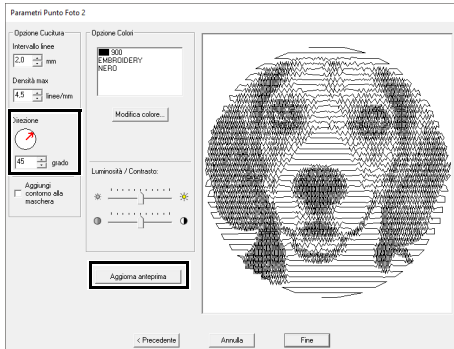 Parametri Punto Foto 2
Opzione Cucitura
Intervallo linee
2,0 mm
Densità max
4,5 linee/mm
Direzione
45 grado
Aggiungi
contorno alla
maschera
Opzione Colori
900
EMBROIDERY
NERO
Modifica colore...
Luminosità / Contrasto:
Aggiorna anteprima
< Precedente
Annulla
Fine